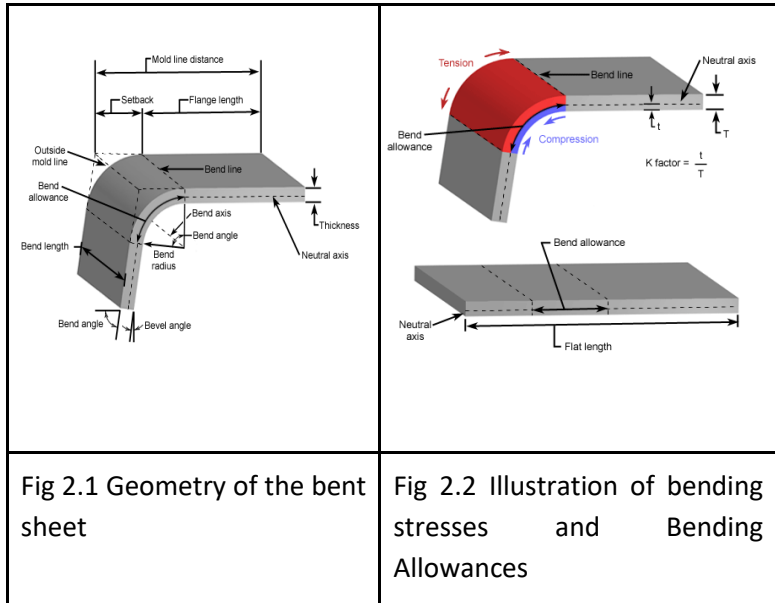 Mold line distance
Setback
Flange length
Outside
mold line
Bend line
Bend
allowance
Bend axis
Thickness
Bend angle
Bend length
Bend
radius
Neutral axis
Bend angle
Bevel angle
Tension
Neutral axis
Bend line
Bend
allowance
Compression
t
T
K factor = t
T
Bend allowance
Neutral
axis
Flat length
Fig 2.1 Geometry of the bent
sheet
Fig 2.2 Illustration of bending
stresses and Bending
Allowances